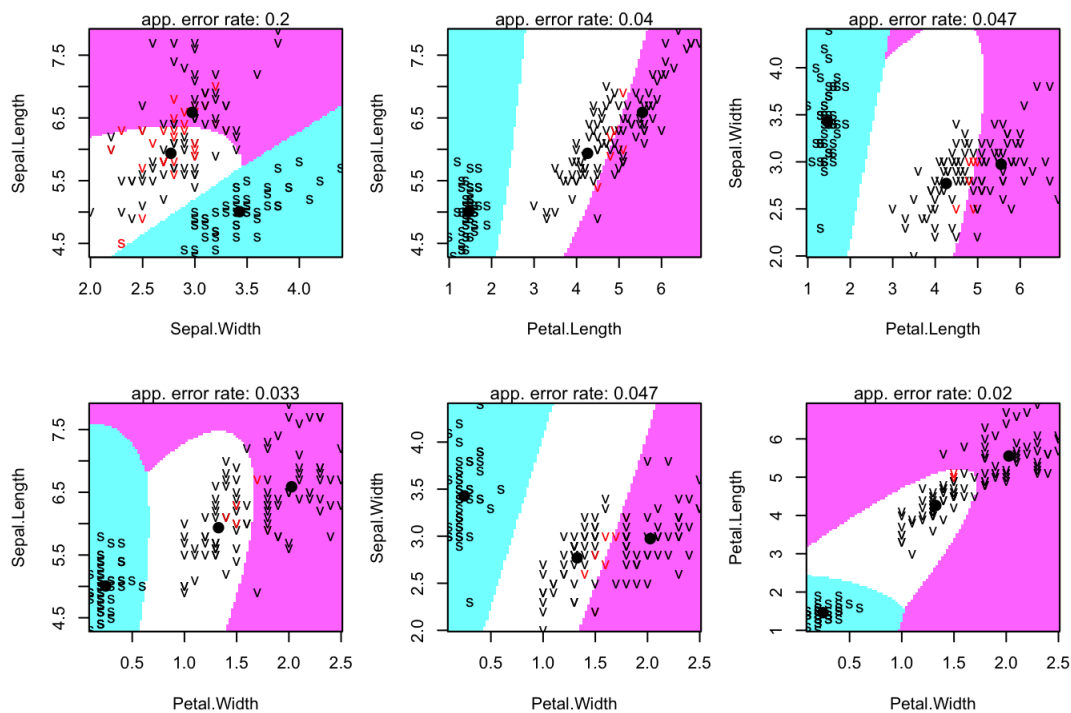 app. error rate: 0.2
Sepal.Length
7.5
6.5
5.5
4.5
2.0 2.5 3.0 3.5 4.0
Sepal.Width
app. error rate: 0.04
Sepal.Length
7.5
6.5
5.5
4.5
1 2 3 4 5 6
Petal.Length
app. error rate: 0.047
Sepal.Width
4.0
3.5
3.0
2.5
2.0
1 2 3 4 5 6
Petal.Length
app. error rate: 0.033
Sepal.Length
7.5
6.5
5.5
4.5
0.5 1.0 1.5 2.0 2.5
Petal.Width
app. error rate: 0.047
Sepal.Width
4.0
3.5
3.0
2.5
2.0
0.5 1.0 1.5 2.0 2.5
Petal.Width
app. error rate: 0.02
Petal.Length
6
5
4
3
2
1
0.5 1.0 1.5 2.0 2.5
Petal.Width